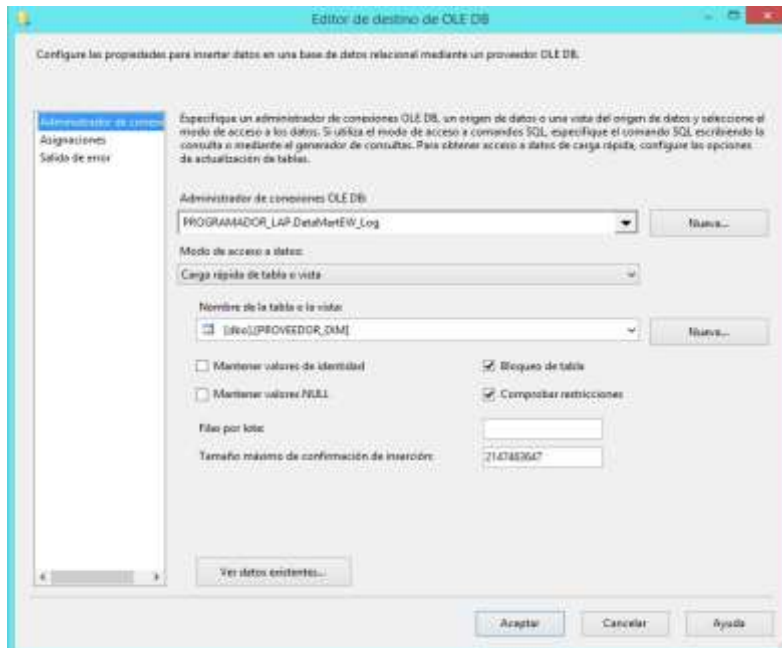 Editor de destino de OLE DB
Configure las propiedades para insertar datos en una base de datos relacional mediante un proveedor OLE DB.
Administrador de conex
Asignaciones
Salida de error
Especifique un administrador de conexiones OLE DB, un origen de datos o una vista del origen de datos y seleccione el
modo de acceso a los datos. Si utiliza el modo de acceso a comandos SQL, especifique el comando SQL escribiendo la
consulta o mediante el generador de consultas. Para obtener acceso a datos de carga rápida, configure las opciones
de actualización de tablas.
Administrador de conexiones OLE DB:
PROGRAMADOR_LAP.DataMartEW_Log
Nueva...
Modo de acceso a datos:
Carga rápida de tabla o vista
Nombre de la tabla o la vista:
[dbo].[PROVEEDOR_DIM]
Nueva...
Mantener valores de identidad
Bloqueo de tabla
Mantener valores NULL
Comprobar restricciones
Filas por lote:
Tamaño máximo de confirmación de inserción:
2147483647
Ver datos existentes...
Aceptar
Cancelar
Ayuda